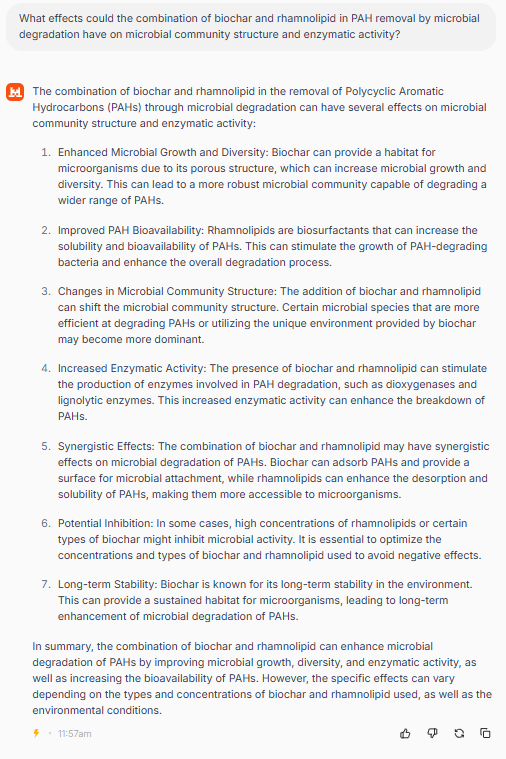 What effects could the combination of biochar and rhamnolipid in PAH removal by microbial
degradation have on microbial community structure and enzymatic activity?
The combination of biochar and rhamnolipid in the removal of Polycyclic Aromatic
Hydrocarbons (PAHs) through microbial degradation can have several effects on microbial
community structure and enzymatic activity:
1. Enhanced Microbial Growth and Diversity: Biochar can provide a habitat for
microorganisms due to its porous structure, which can increase microbial growth and
diversity. This can lead to a more robust microbial community capable of degrading a
wider range of PAHs.
2. Improved PAH Bioavailability: Rhamnolipids are biosurfactants that can increase the
solubility and bioavailability of PAHs. This can stimulate the growth of PAH-degrading
bacteria and enhance the overall degradation process.
3. Changes in Microbial Community Structure: The addition of biochar and rhamnolipid
can shift the microbial community structure. Certain microbial species that are more
efficient at degrading PAHs or utilizing the unique environment provided by biochar
may become more dominant.
4. Increased Enzymatic Activity: The presence of biochar and rhamnolipid can stimulate
the production of enzymes involved in PAH degradation, such as dioxygenases and
lignolytic enzymes. This increased enzymatic activity can enhance the breakdown of
PAHs.
5. Synergistic Effects: The combination of biochar and rhamnolipid may have synergistic
effects on microbial degradation of PAHs. Biochar can adsorb PAHs and provide a
surface for microbial attachment, while rhamnolipids can enhance the desorption and
solubility of PAHs, making them more accessible to microorganisms.
6. Potential Inhibition: In some cases, high concentrations of rhamnolipids or certain
types of biochar might inhibit microbial activity. It is essential to optimize the
concentrations and types of biochar and rhamnolipid used to avoid negative effects.
7. Long-term Stability: Biochar is known for its long-term stability in the environment.
This can provide a sustained habitat for microorganisms, leading to long-term
enhancement of microbial degradation of PAHs.
In summary, the combination of biochar and rhamnolipid can enhance microbial
degradation of PAHs by improving microbial growth, diversity, and enzymatic activity, as
well as increasing the bioavailability of PAHs. However, the specific effects can vary
depending on the types and concentrations of biochar and rhamnolipid used, as well as the
environmental conditions.
11:57am